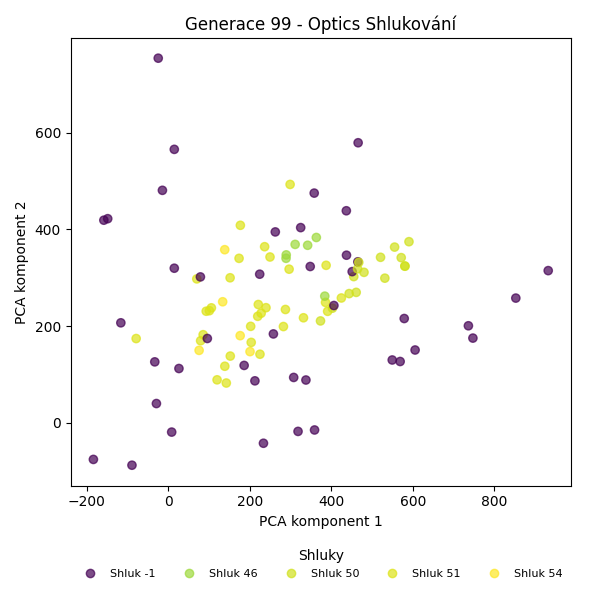 Generace 99 - Optics Shlukování
PCA komponent 2
600
400
200
0
−200
0
200
400
600
800
PCA komponent 1
Shluky
Shluk -1
Shluk 46
Shluk 50
Shluk 51
Shluk 54